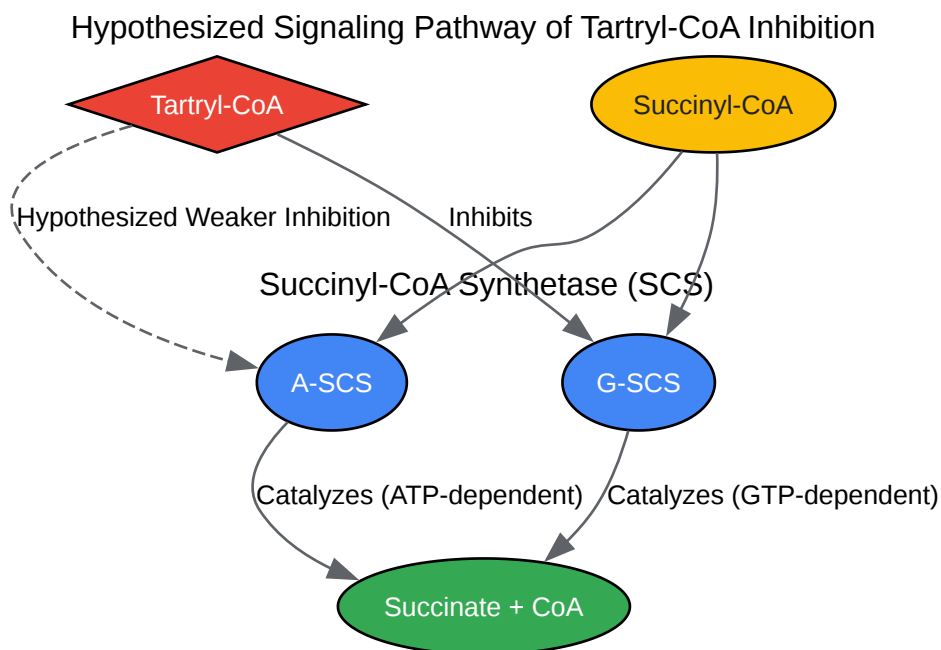 Hypothesized Signaling Pathway of Tartryl-CoA Inhibition
Tartryl-CoA
Succinyl-CoA
Hypothesized Weaker Inhibition
Inhibits
Succinyl-CoA Synthetase (SCS)
A-SCS
G-SCS
Catalyzes (ATP-dependent)
Catalyzes (GTP-dependent)
Succinate + CoA